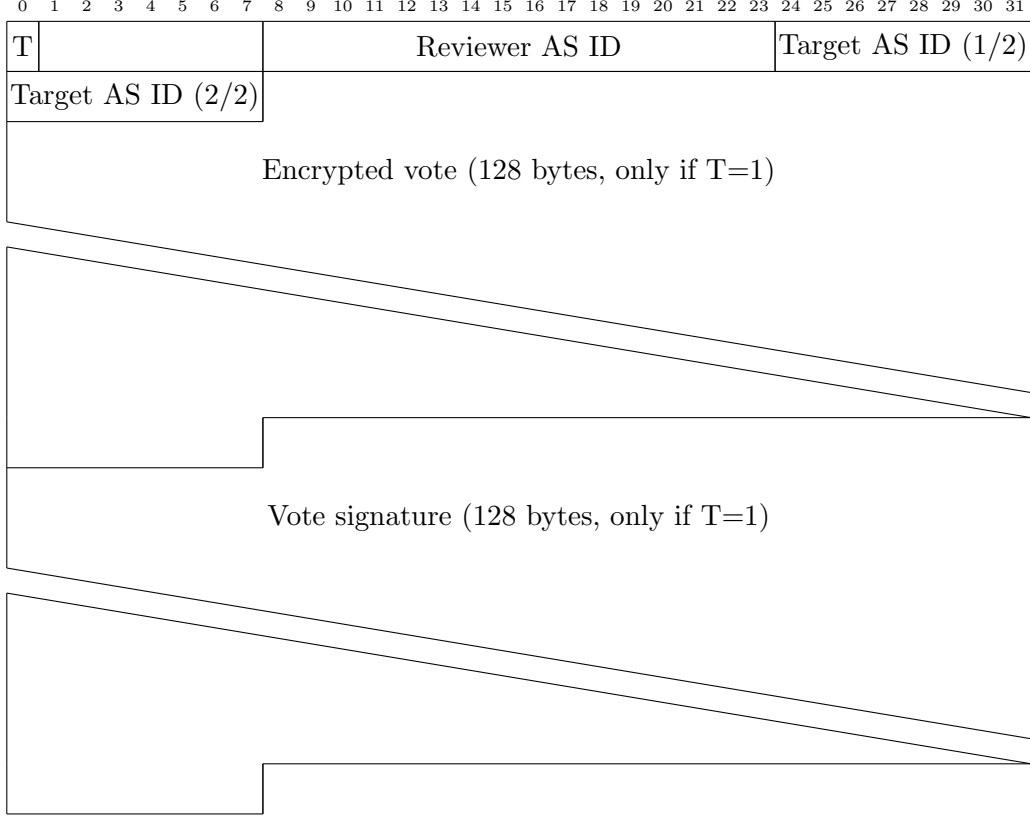 0 1 2 3 4 5 6 7 8 9 10 11 12 13 14 15 16 17 18 19 20 21 22 23 24 25 26 27 28 29 30 31
T Reviewer AS ID Target AS ID (1/2)
Target AS ID (2/2)
Encrypted vote (128 bytes, only if T=1)
Vote signature (128 bytes, only if T=1)